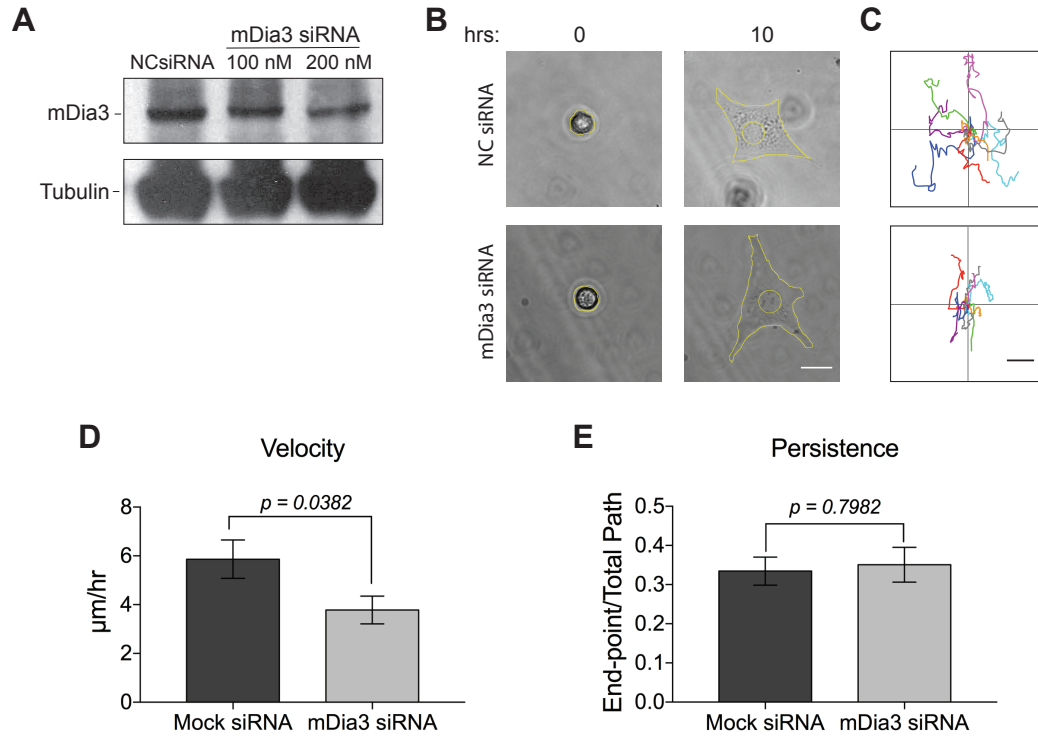 A
mDia3 siRNA
NCsiRNA 100 nM 200 nM
mDia3
Tubulin
B
hrs: 0 10
NC siRNA
mDia3 siRNA
C
D
Velocity
p = 0.0382
µm/hr
8
6
4
2
0
Mock siRNA mDia3 siRNA
E
Persistence
p = 0.7982
End-point/Total Path
0.5
0.4
0.3
0.2
0.1
0.0
Mock siRNA mDia3 siRNA